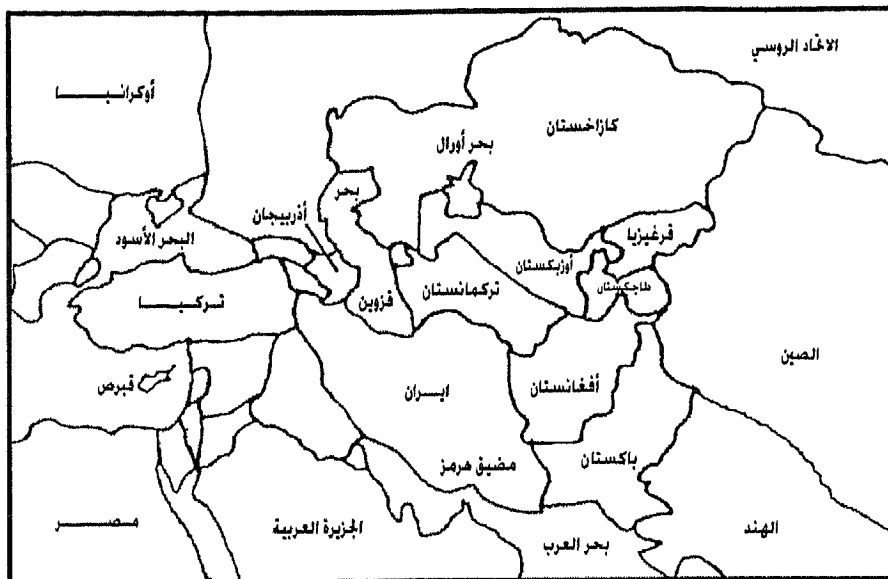 الاتحاد الروسي
أوكرانيا
كازاخستان
بحر أورال
بحر
أذربيجان
قرغيزيا
البحر الأسود
أوزبكستان
طاجكستان
تركمانستان
قزوين
تركيا
الصين
قبرص
ايران
أفغانستان
مضيق هرمز
باكستان
مصر
الجزيرة العربية
بحر العرب
الهند